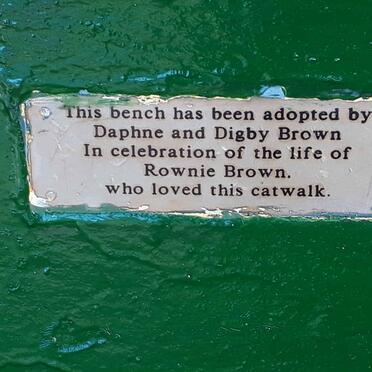 This bench has been adopted by
Daphne and Digby Brown
In celebration of the life of
Rownie Brown.
who loved this catwalk.